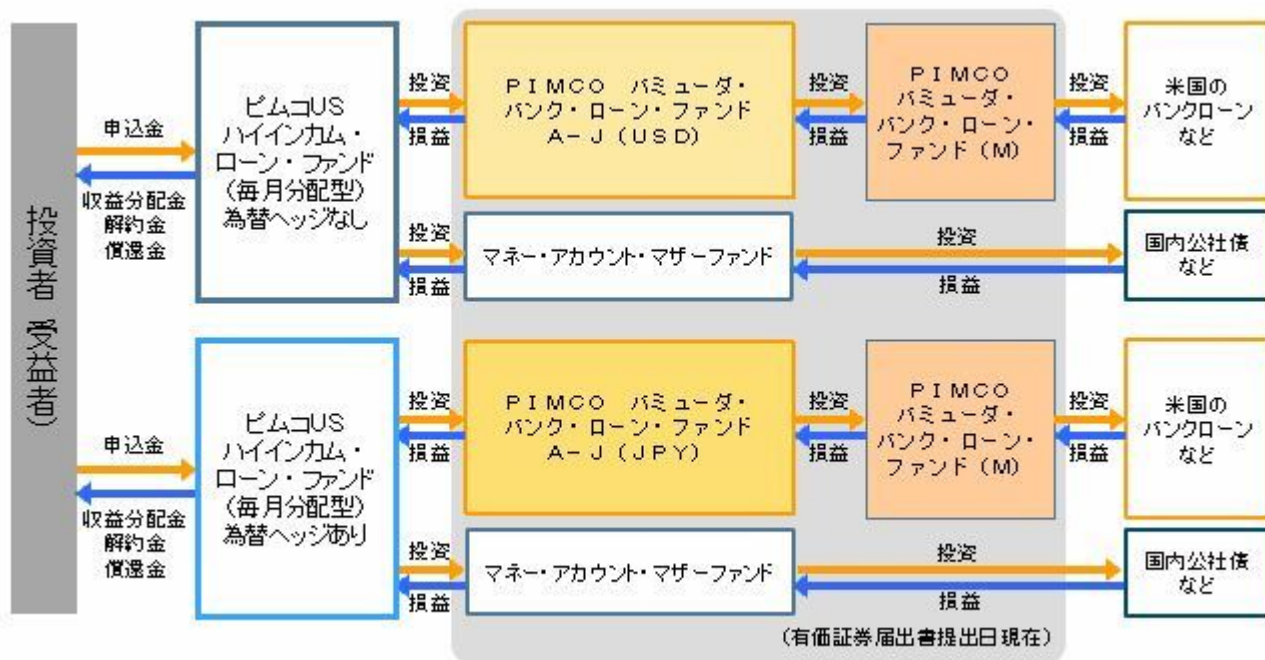 投資者（受益者）
申込金
収益分配金
解約金
償還金
ピムコUS
ハイインカム・
ローン・ファンド
（毎月分配型）
為替ヘッジなし
投資
損益
ＰＩＭＣＯ　バミューダ・
バンク・ローン・ファンド
Ａ－Ｊ（ＵＳＤ）
投資
損益
ＰＩＭＣＯ
バミューダ・
バンク・ローン・
ファンド（Ｍ）
投資
損益
米国の
バンクローン
など
投資
損益
マネー・アカウント・マザーファンド
投資
損益
国内公社債
など
申込金
収益分配金
解約金
償還金
ピムコUS
ハイインカム・
ローン・ファンド
（毎月分配型）
為替ヘッジあり
投資
損益
ＰＩＭＣＯ　バミューダ・
バンク・ローン・ファンド
Ａ－Ｊ（ＪＰＹ）
投資
損益
ＰＩＭＣＯ
バミューダ・
バンク・ローン・
ファンド（Ｍ）
投資
損益
米国の
バンクローン
など
投資
損益
マネー・アカウント・マザーファンド
投資
損益
国内公社債
など
（有価証券届出書提出日現在）